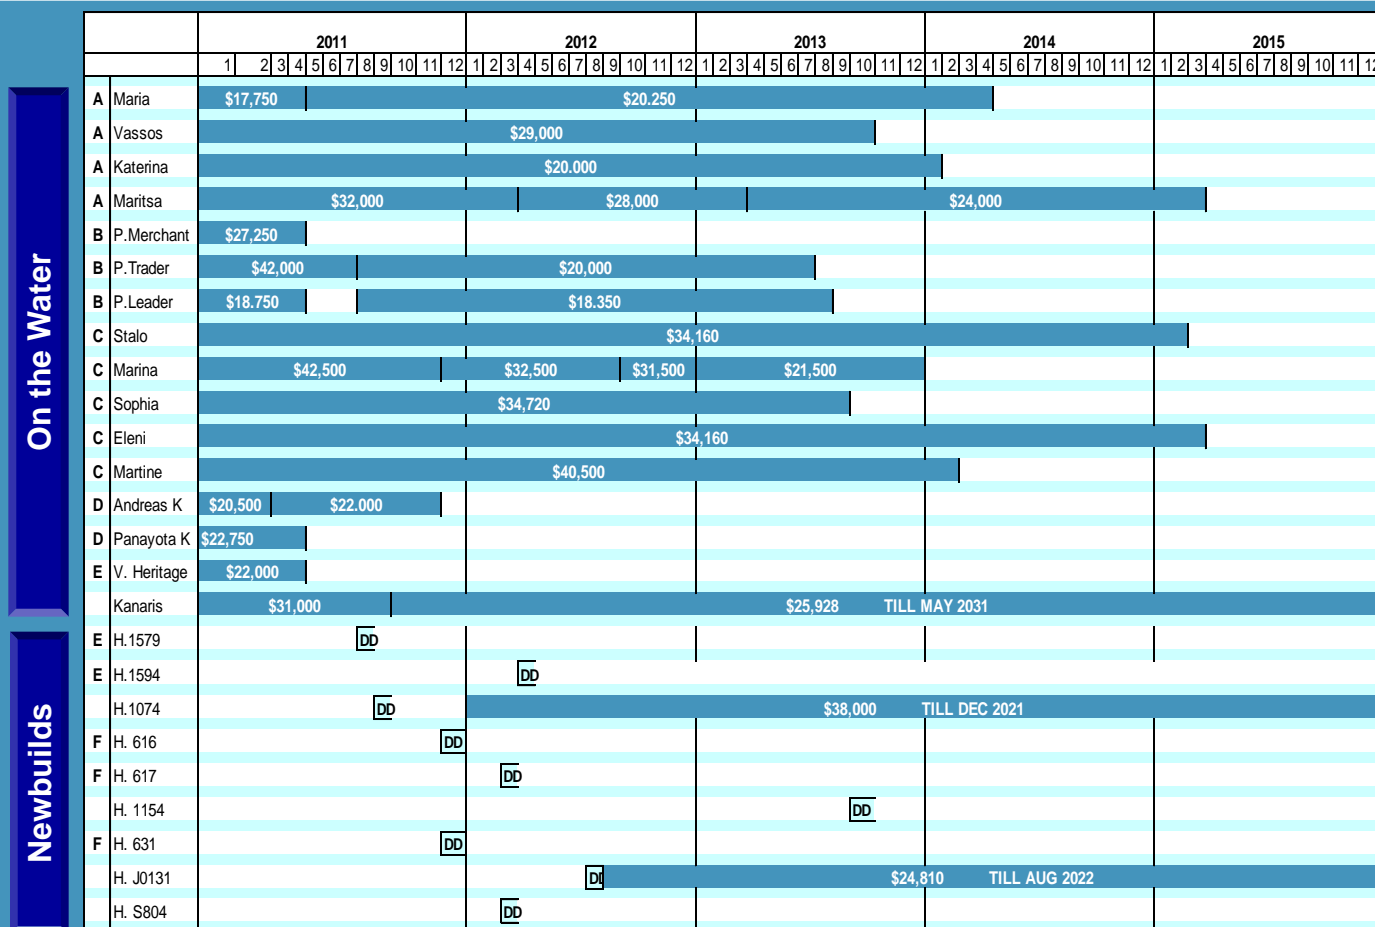 2011 2012 2013 2014 2015
1 2 3 4 5 6 7 8 9 10 11 12 1 2 3 4 5 6 7 8 9 10 11 12 1 2 3 4 5 6 7 8 9 10 11 12 1 2 3 4 5 6 7 8 9 10 11 12 1 2 3 4 5 6 7 8 9 10 11 12
On the Water
A Maria $17,750 $20.250
A Vassos $29,000
A Katerina $20.000
A Maritsa $32,000 $28,000 $24,000
B P.Merchant $27,250
B P.Trader $42,000 $20,000
B P.Leader $18.750 $18.350
C Stalo $34,160
C Marina $42,500 $32,500 $31,500 $21,500
C Sophia $34,720
C Eleni $34,160
C Martine $40,500
D Andreas K $20,500 $22.000
D Panayota K $22,750
E V. Heritage $22,000
Kanaris $31,000 $25,928 TILL MAY 2031
Newbuilds
E H.1579 DD
E H.1594 DD
H.1074 DD $38,000 TILL DEC 2021
F H. 616 DD
F H. 617 DD
H. 1154 DD
F H. 631 DD
H. J0131 DD $24,810 TILL AUG 2022
H. S804 DD